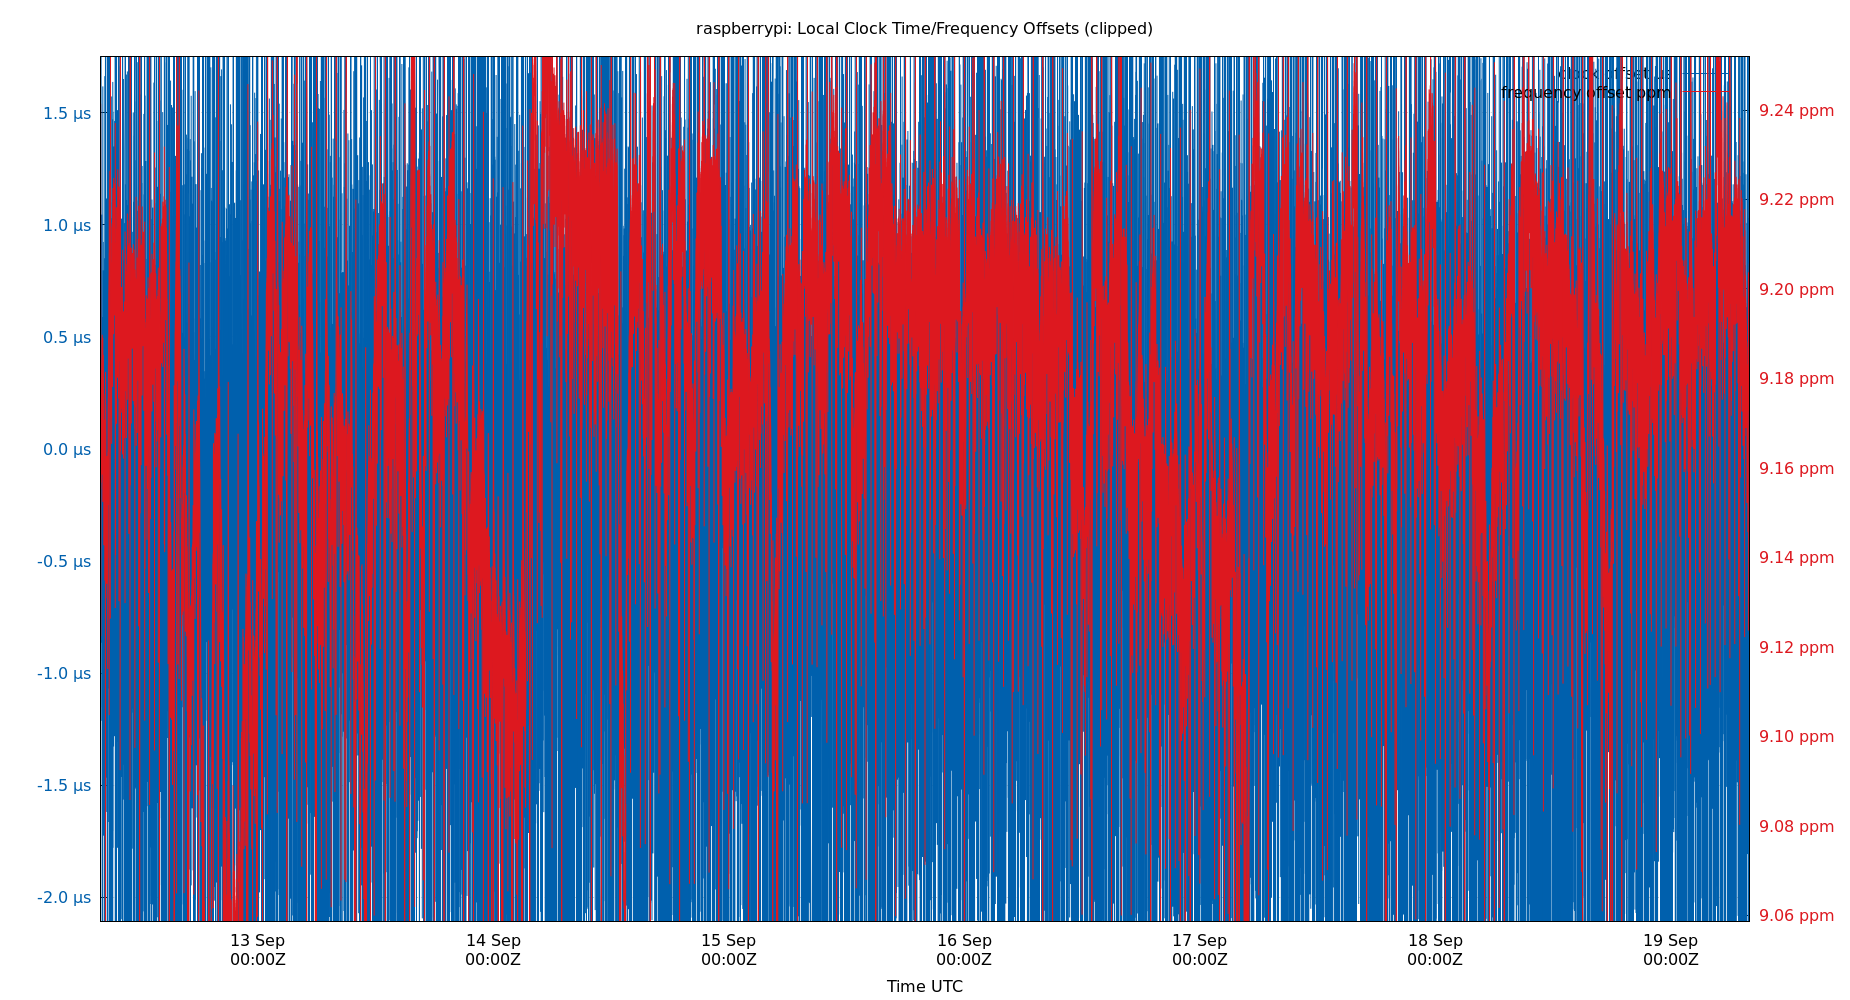 raspberrypi: Local Clock Time/Frequency Offsets (clipped)
clock offset us
frequency offset ppm
1.5 µs
1.0 µs
0.5 µs
0.0 µs
-0.5 µs
-1.0 µs
-1.5 µs
-2.0 µs
9.24 ppm
9.22 ppm
9.20 ppm
9.18 ppm
9.16 ppm
9.14 ppm
9.12 ppm
9.10 ppm
9.08 ppm
9.06 ppm
13 Sep 14 Sep 15 Sep 16 Sep 17 Sep 18 Sep 19 Sep
00:00Z 00:00Z 00:00Z 00:00Z 00:00Z 00:00Z 00:00Z
Time UTC